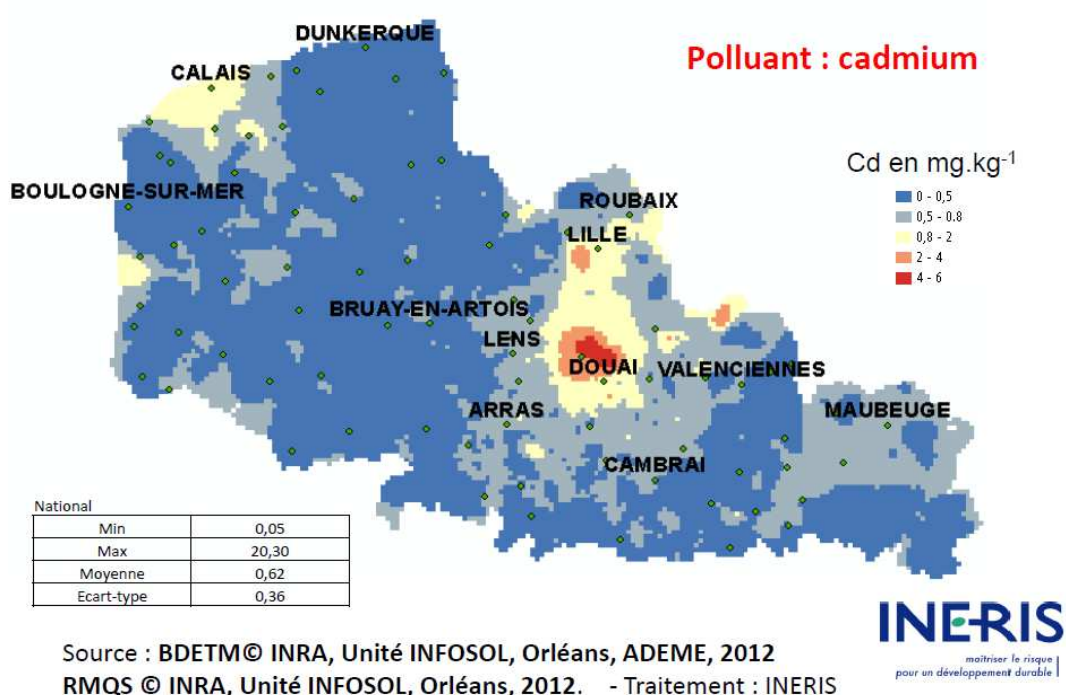 DUNKERQUE
Polluant : cadmium
CALAIS
Cd en mg.kg-1
0 - 0,5
0,5 - 0.8
0,8 - 2
2 - 4
4 - 6
BOULOGNE-SUR-MER
ROUBAIX
LILLE
BRUAY-EN-ARTOIS
LENS
DOUAI
VALENCIENNES
ARRAS
MAUBEUGE
CAMBRAI
National
Min 0,05
Max 20,30
Moyenne 0,62
Ecart-type 0,36
INERIS
maîtriser le risque
pour un développement durable
Source : BDETM© INRA, Unité INFOSOL, Orléans, ADEME, 2012
RMQS © INRA, Unité INFOSOL, Orléans, 2012. - Traitement : INERIS